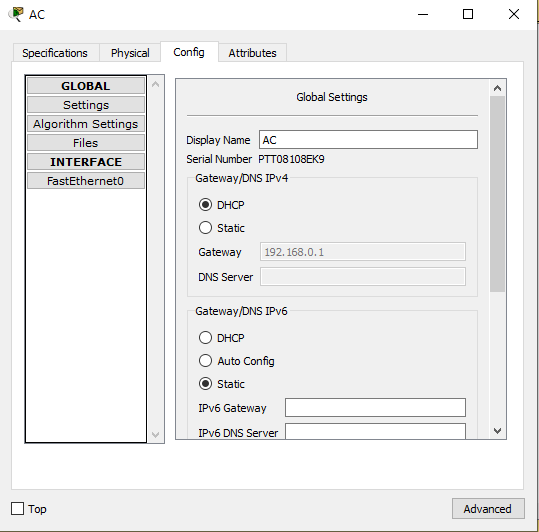 AC
Specifications Physical Config Attributes
GLOBAL
Settings
Algorithm Settings
Files
INTERFACE
FastEthernet0
Global Settings
Display Name AC
Serial Number PTT08108EK9
Gateway/DNS IPv4
DHCP
Static
Gateway 192.168.0.1
DNS Server
Gateway/DNS IPv6
DHCP
Auto Config
Static
IPv6 Gateway
IPv6 DNS Server
Top Advanced